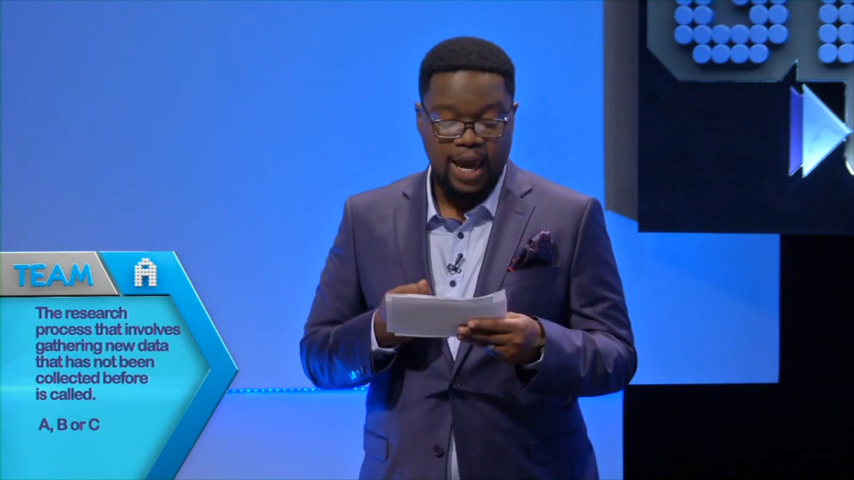 TEAM A
The research
process that involves
gathering new data
that has not been
collected before
is called.
A, B or C